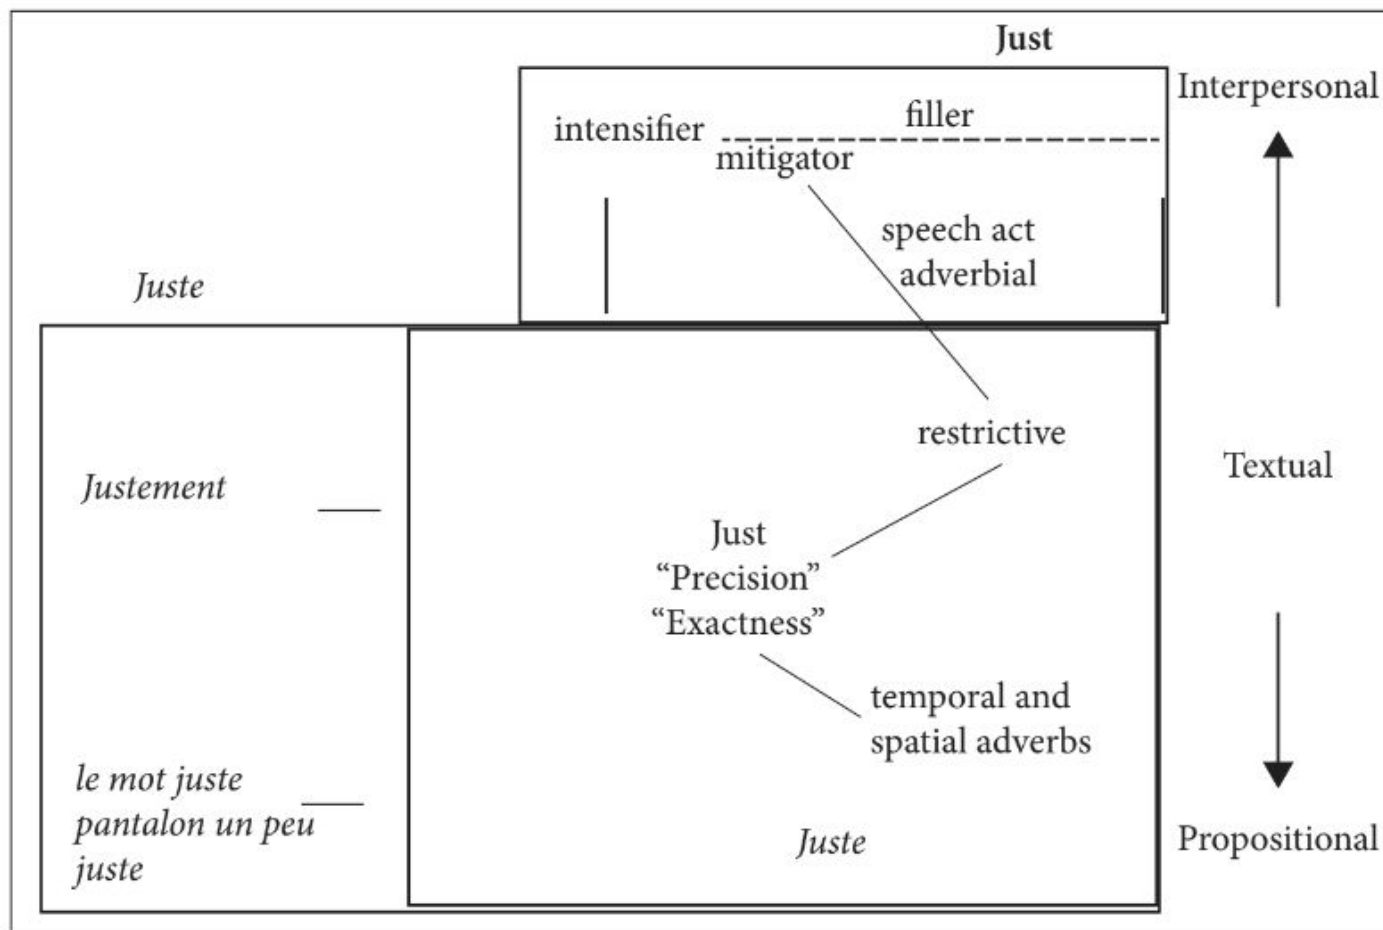 Just
Interpersonal
intensifier
filler
mitigator
speech act
adverbial
Juste
restrictive
Textual
Justement
Just
“Precision”
“Exactness”
temporal and
spatial adverbs
le mot juste
pantalon un peu
juste
Juste
Propositional